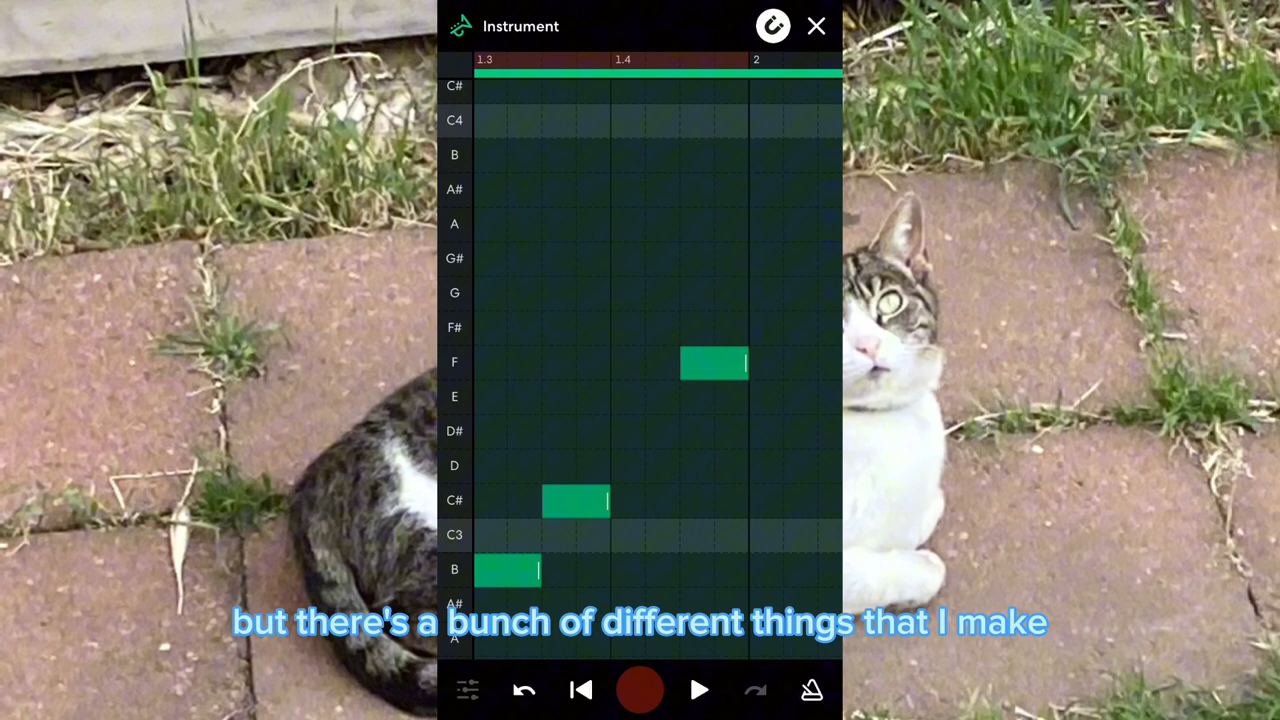 Instrument
1.3 1.4 2
C#
C4
B
A#
A
G#
G
F#
F
E
D#
D
C#
C3
B
A#
but there's a bunch of different things that I make
A